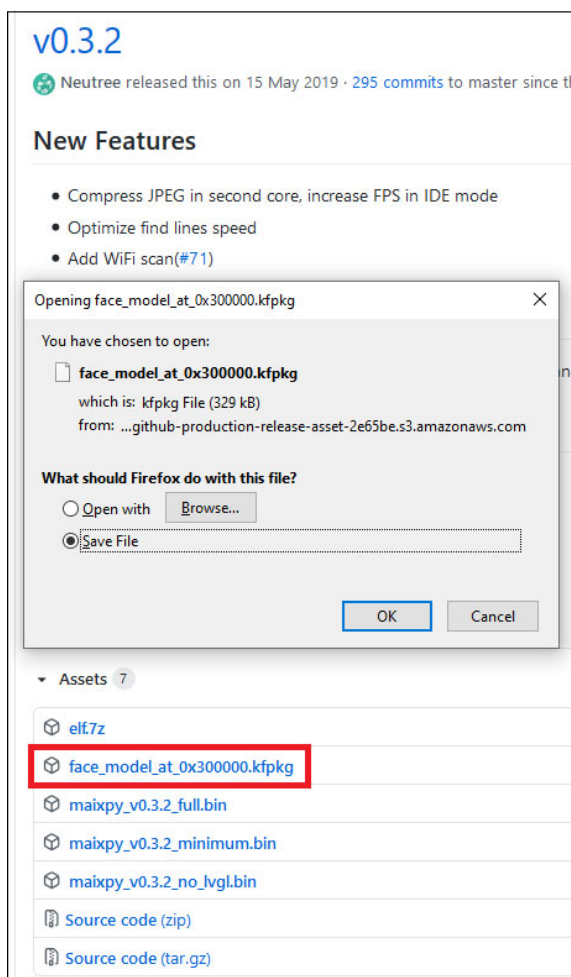 v0.3.2
Neutree released this on 15 May 2019 · 295 commits to master since
New Features
• Compress JPEG in second core, increase FPS in IDE mode
• Optimize find lines speed
• Add WiFi scan(#71)
Opening face_model_at_0x300000.kfpkg
You have chosen to open:
face_model_at_0x300000.kfpkg
which is: kfpkg File (329 kB)
from: ...github-production-release-asset-2e65be.s3.amazonaws.com
What should Firefox do with this file?
Open with Browse...
Save File
OK Cancel
Assets 7
elf.7z
face_model_at_0x300000.kfpkg
maixpy_v0.3.2_full.bin
maixpy_v0.3.2_minimum.bin
maixpy_v0.3.2_no_lvgl.bin
Source code (zip)
Source code (tar.gz)